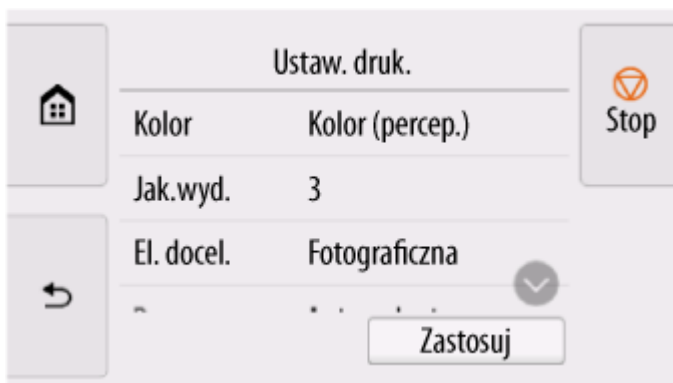 Ustaw. druk.
Stop
Kolor Kolor (percep.)
Jak.wyd. 3
El. docel. Fotograficzna
Zastosuj